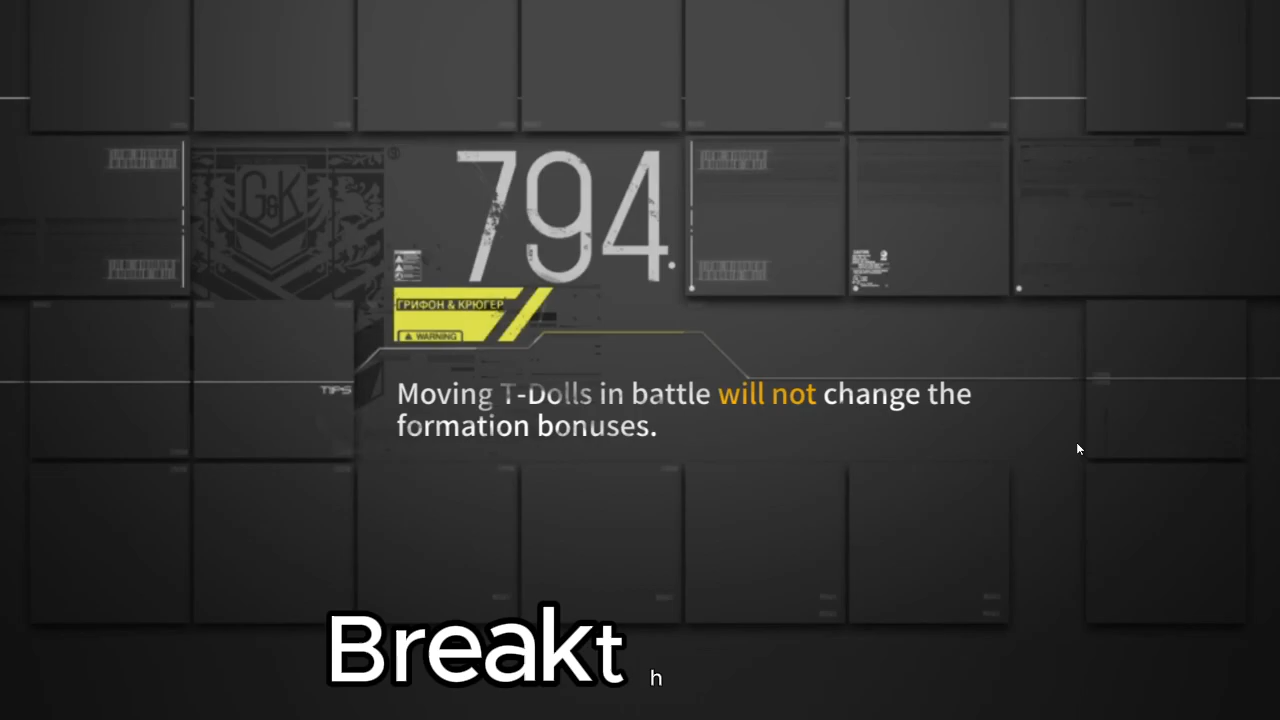 G&K
794.
ГРИФОН & КРЮГЕР
WARNING
TIPS
Moving T-Dolls in battle will not change the
formation bonuses.
Breakt h